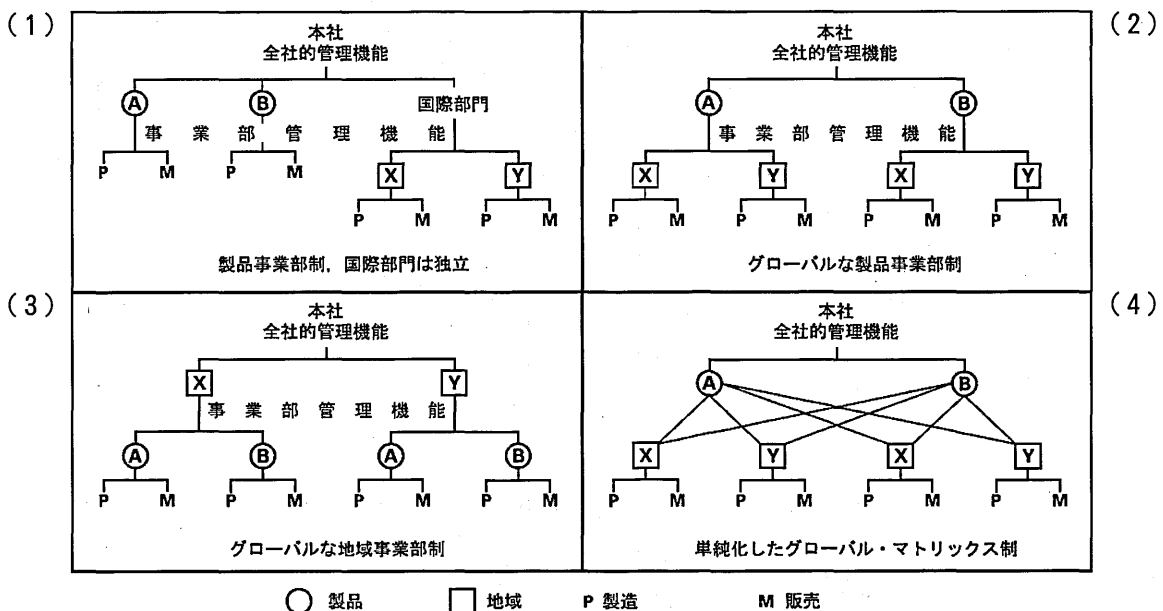 (1)
本社
全社的管理機能
A B 国際部門
事業部管理機能
P M P M X Y
P M P M
製品事業部制，国際部門は独立
(2)
本社
全社的管理機能
A B
事業部管理機能
X Y X Y
P M P M P M P M
グローバルな製品事業部制
(3)
本社
全社的管理機能
X Y
事業部管理機能
A B A B
P M P M P M P M
グローバルな地域事業部制
(4)
本社
全社的管理機能
A B
X Y X Y
P M P M P M P M
単純化したグローバル・マトリックス制
製品 地域 P 製造 M 販売